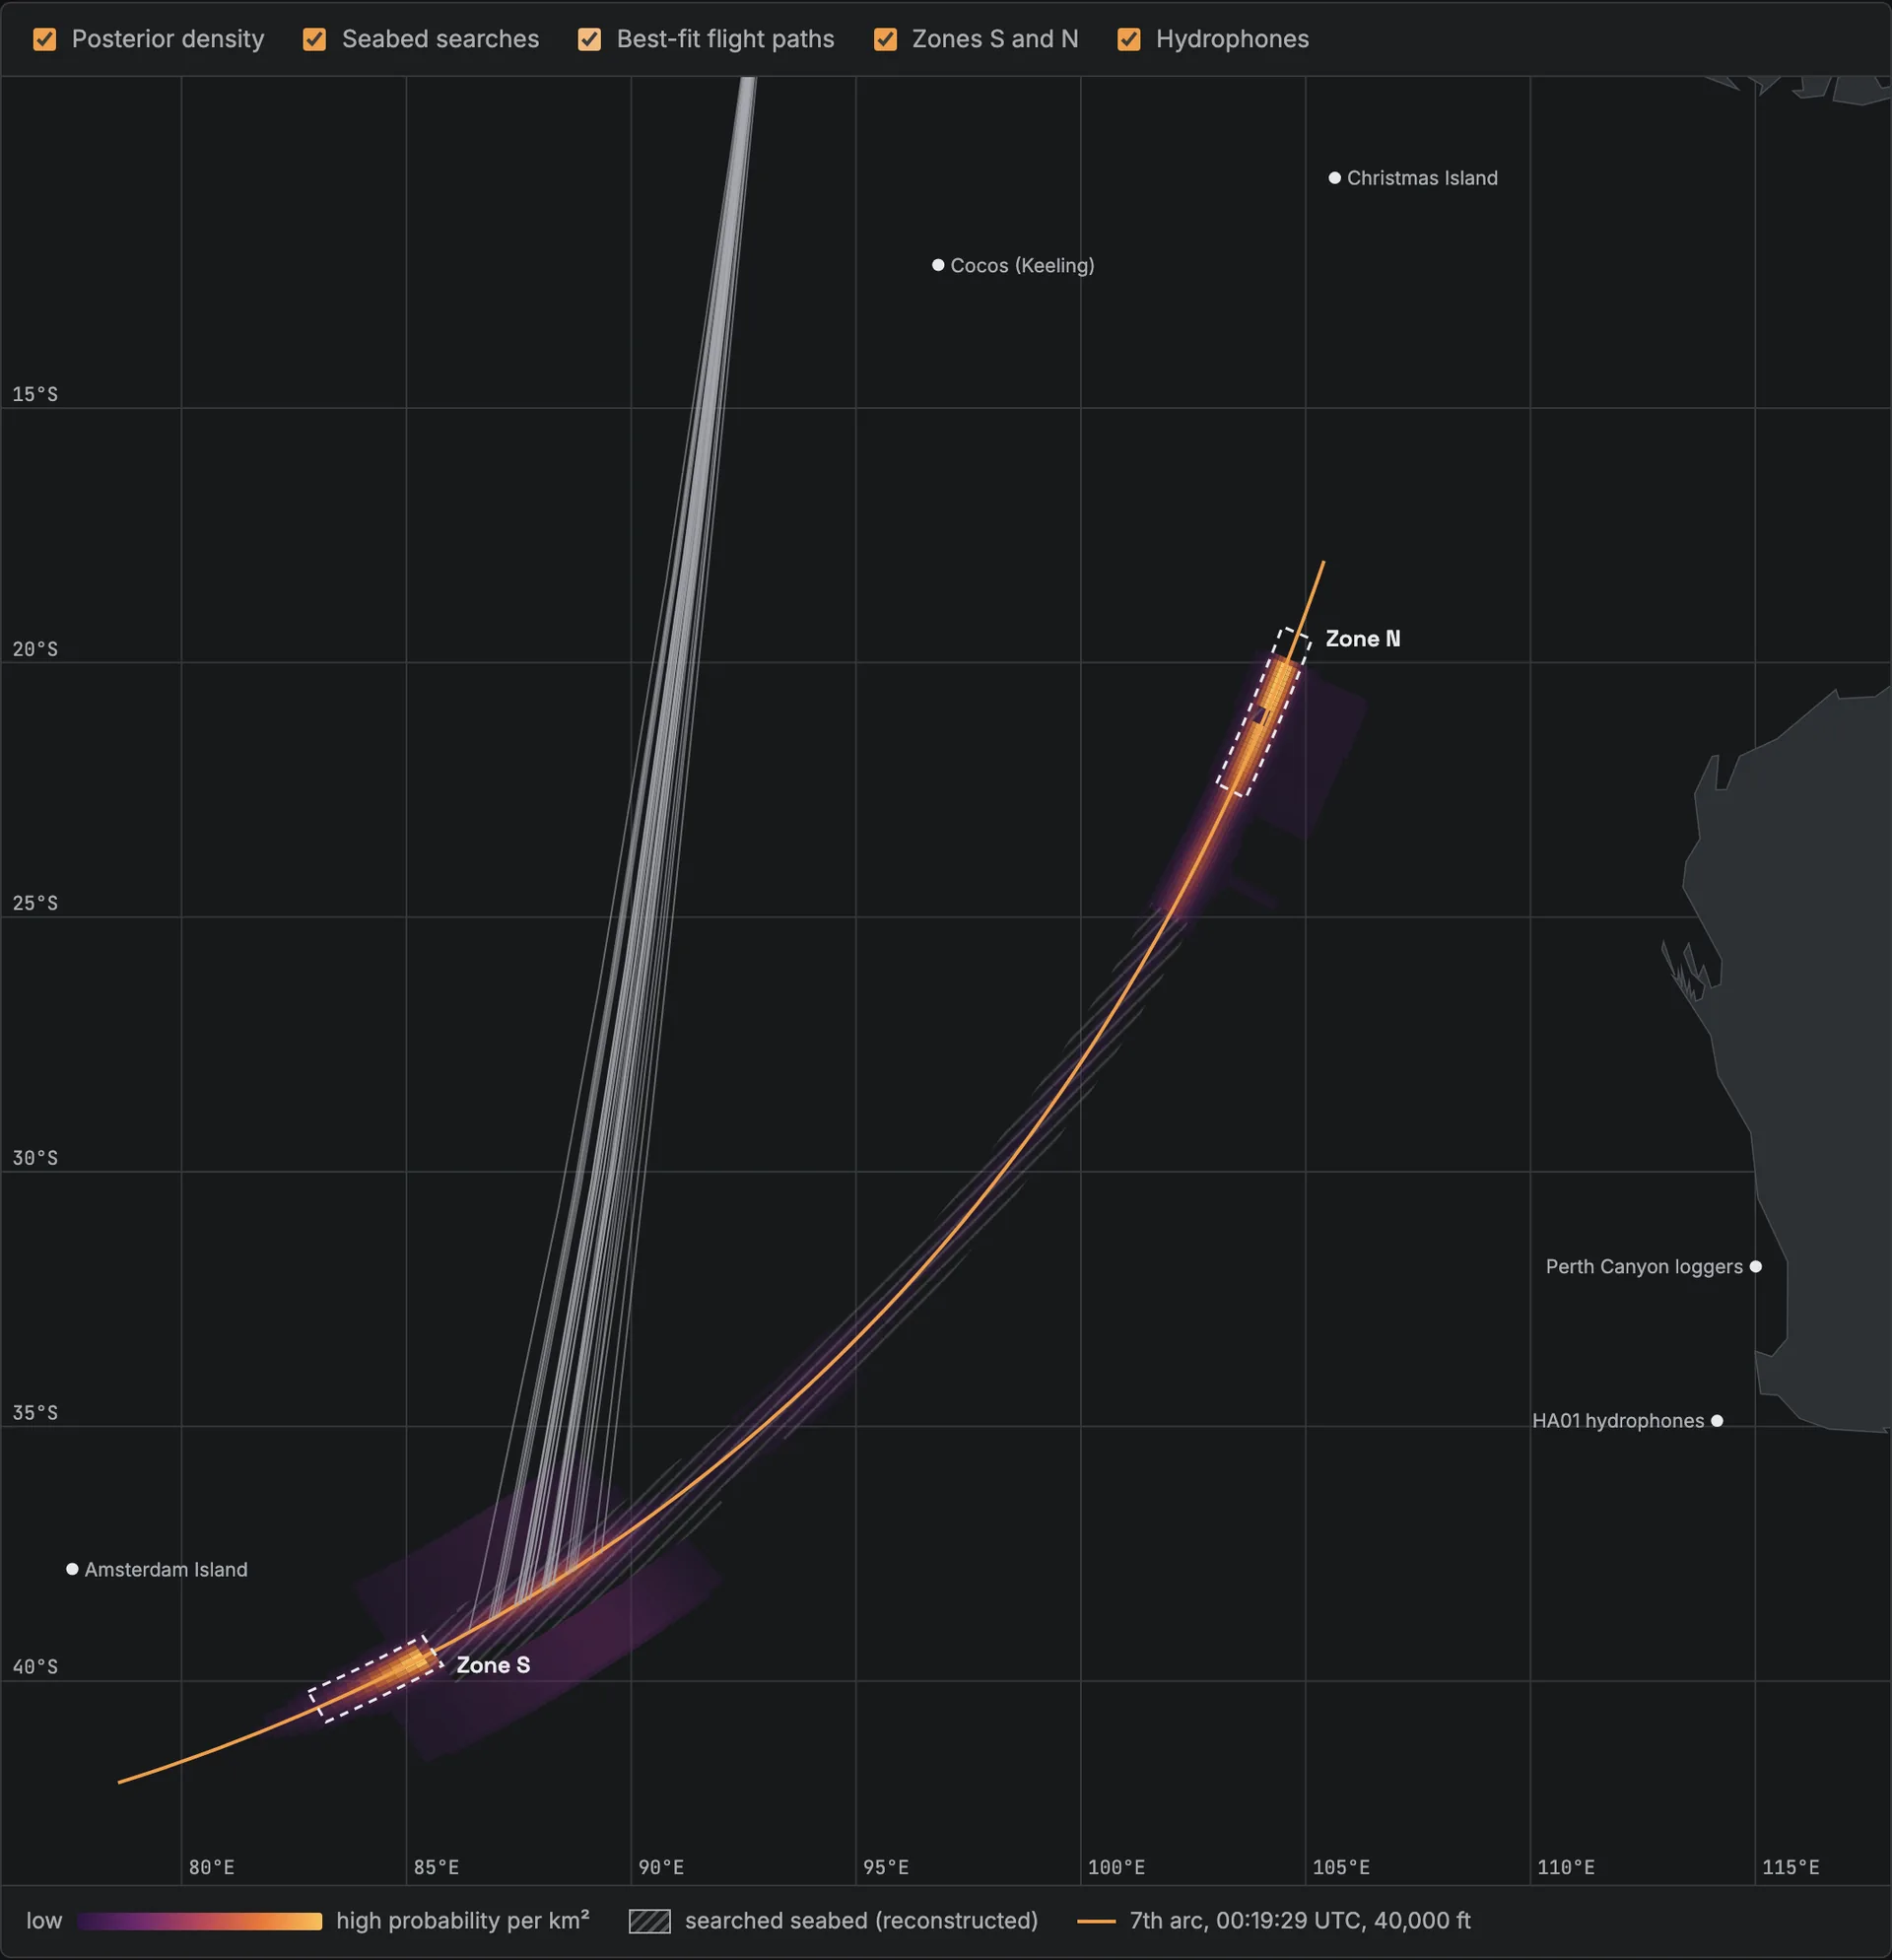 Posterior density
Seabed searches
Best-fit flight paths
Zones S and N
Hydrophones
Christmas Island
Cocos (Keeling)
15°S
Zone N
20°S
25°S
30°S
Perth Canyon loggers
35°S
HA01 hydrophones
Amsterdam Island
Zone S
40°S
80°E
85°E
90°E
95°E
100°E
105°E
110°E
115°E
low
high probability per km²
searched seabed (reconstructed)
7th arc, 00:19:29 UTC, 40,000 ft